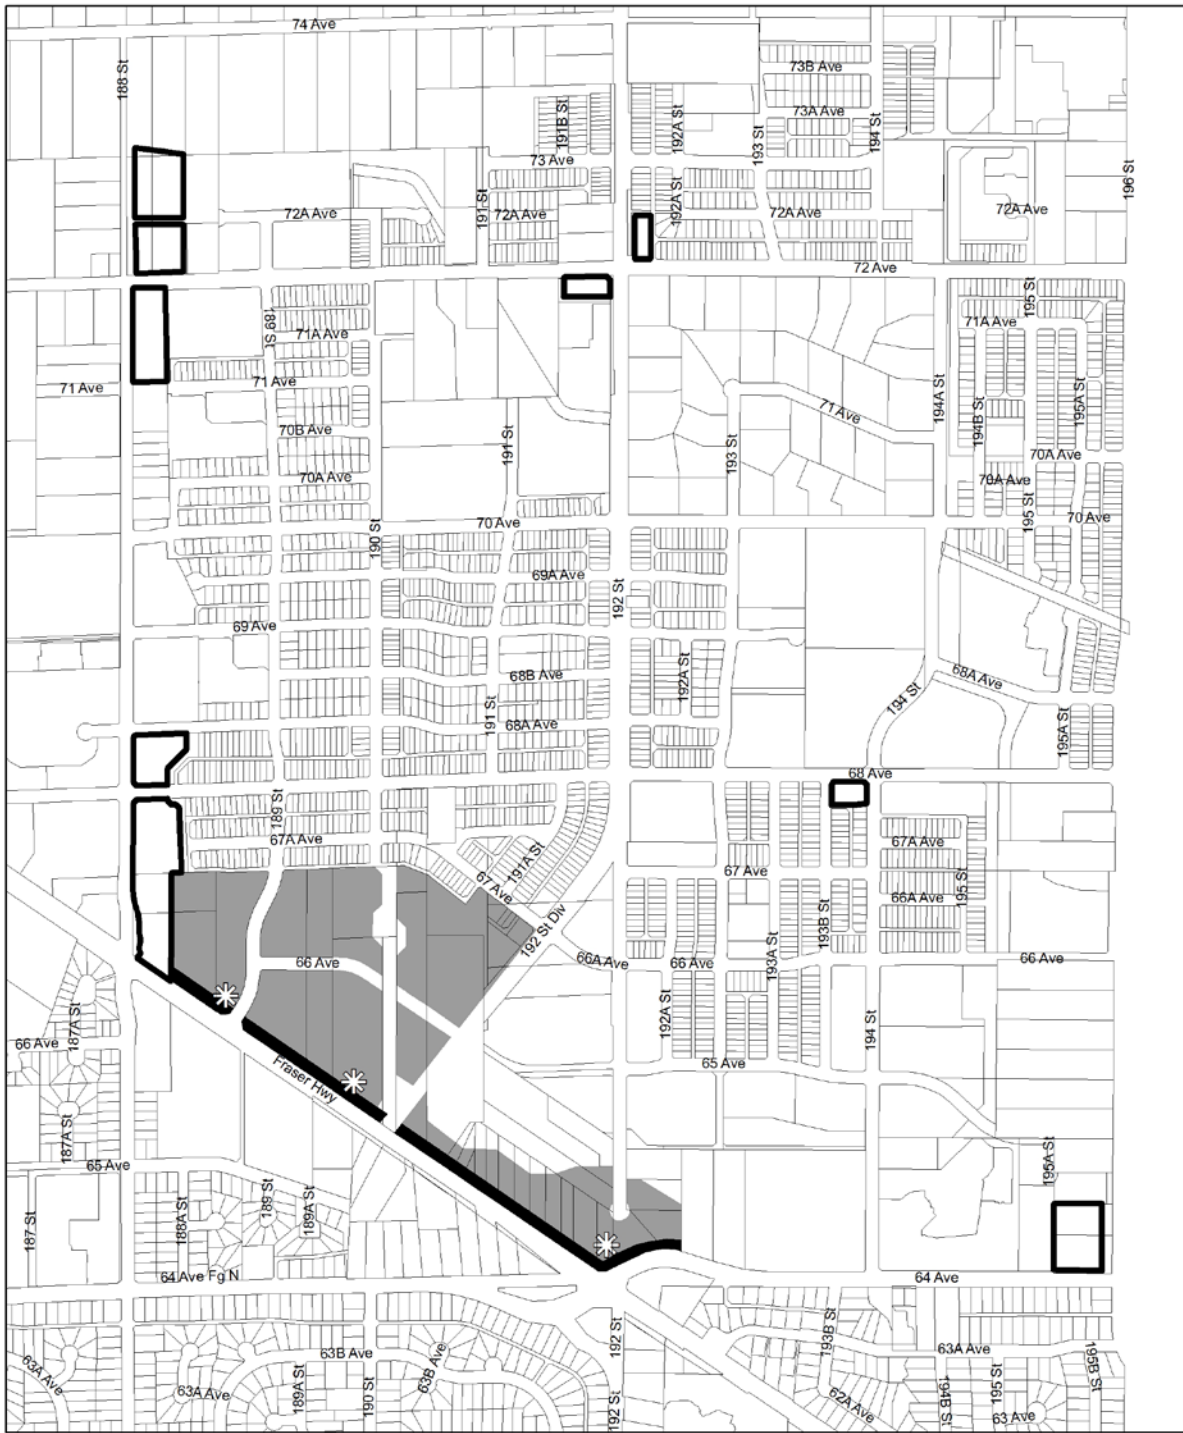 74 Ave
188 St
73B Ave
73A Ave
191B St
192A St
193 St
194 St
73 Ave
196 St
191 St
192A St
72A Ave
72A Ave
72A Ave
72A Ave
72 Ave
189 St
71A Ave
195 St
71A Ave
71 Ave
71 Ave
71 Ave
194A St
194B St
195A St
70B Ave
191 St
193 St
70A Ave
70A Ave
70A Ave
195 St
70 Ave
70 Ave
190 St
69A Ave
192 St
69 Ave
68B Ave
192A St
68A Ave
194 St
191 St
68A Ave
195A St
68 Ave
189 St
67A Ave
67A Ave
191A St
67 Ave
67 Ave
195 St
66A Ave
192 St Div
193B St
193A St
66 Ave
66A Ave
66 Ave
66 Ave
187A St
192A St
194 St
66 Ave
65 Ave
Fraser Hwy
187A St
65 Ave
195A St
187 St
188A St
189 St
189A St
64 Ave Fg N
64 Ave
192 St
193B St
63B Ave
63B Ave
63A Ave
195B St
63A Ave
63A Ave
189A St
190 St
192 St
62A Ave
194B St
195 St
63 Ave